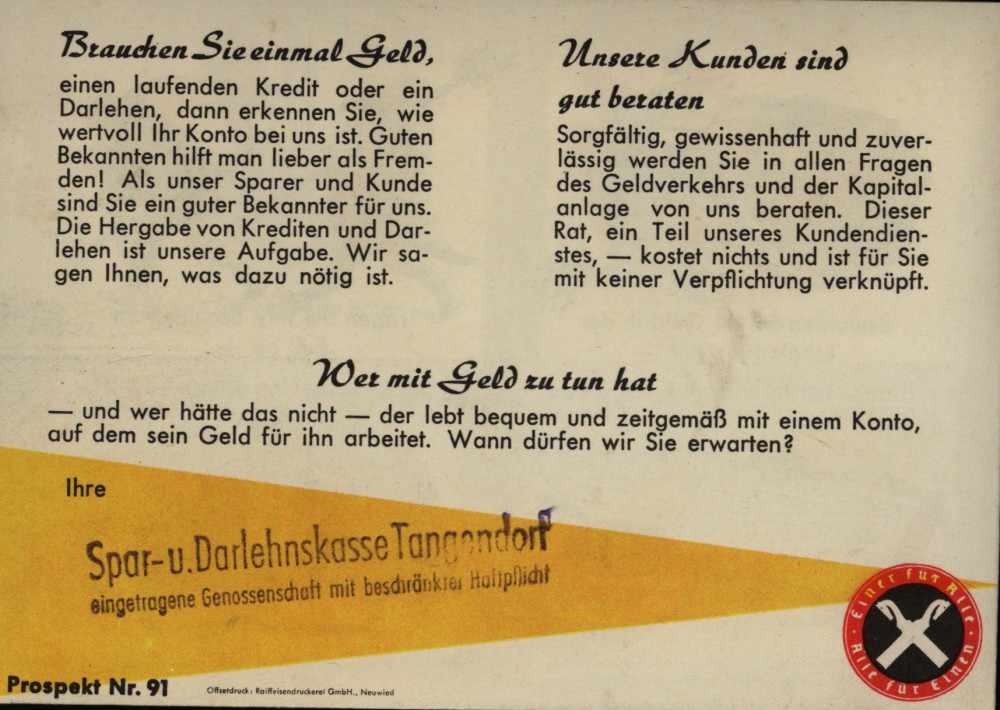 Brauchen Sie einmal Geld,
einen laufenden Kredit oder ein
Darlehen, dann erkennen Sie, wie
wertvoll Ihr Konto bei uns ist. Guten
Bekannten hilft man lieber als Frem-
den! Als unser Sparer und Kunde
sind Sie ein guter Bekannter für uns.
Die Hergabe von Krediten und Dar-
lehen ist unsere Aufgabe. Wir sa-
gen Ihnen, was dazu nötig ist.
Unsere Kunden sind
gut beraten
Sorgfältig, gewissenhaft und zuver-
lässig werden Sie in allen Fragen
des Geldverkehrs und der Kapital-
anlage von uns beraten. Dieser
Rat, ein Teil unseres Kundendien-
stes, — kostet nichts und ist für Sie
mit keiner Verpflichtung verknüpft.
Wer mit Geld zu tun hat
— und wer hätte das nicht — der lebt bequem und zeitgemäß mit einem Konto,
auf dem sein Geld für ihn arbeitet. Wann dürfen wir Sie erwarten?
Ihre
Spar- u. Darlehnskasse Tangendorf
eingetragene Genossenschaft mit beschränkter Haftpflicht
Einer für Alle
Alle für Einen
Prospekt Nr. 91
Offsetdruck: Raiffeisendruckerei GmbH., Neuwied